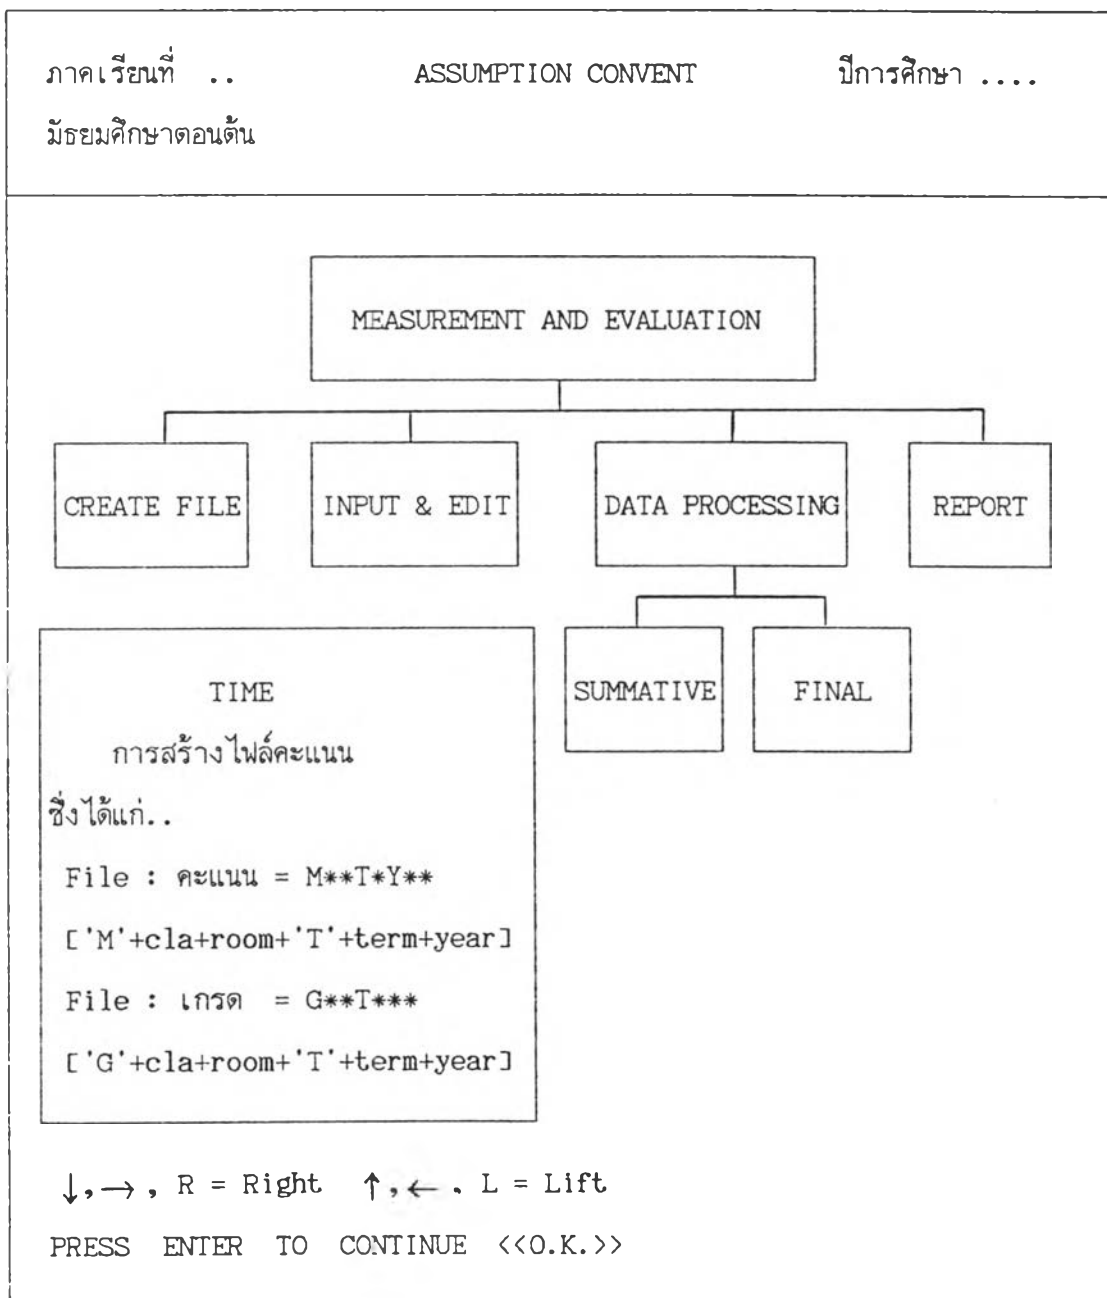 ภาคเรียนที่ .. ASSUMPTION CONVENT ปีการศึกษา ....
มัธยมศึกษาตอนต้น
MEASUREMENT AND EVALUATION
CREATE FILE INPUT & EDIT DATA PROCESSING REPORT
SUMMATIVE FINAL
TIME
การสร้างไฟล์คะแนน
ซึ่งได้แก่..
File : คะแนน = M**T*Y**
['M'+cla+room+'T'+term+year]
File : เกรด = G**T***
['G'+cla+room+'T'+term+year]
↓,→, R = Right ↑,← . L = Lift
PRESS ENTER TO CONTINUE <<O.K.>>